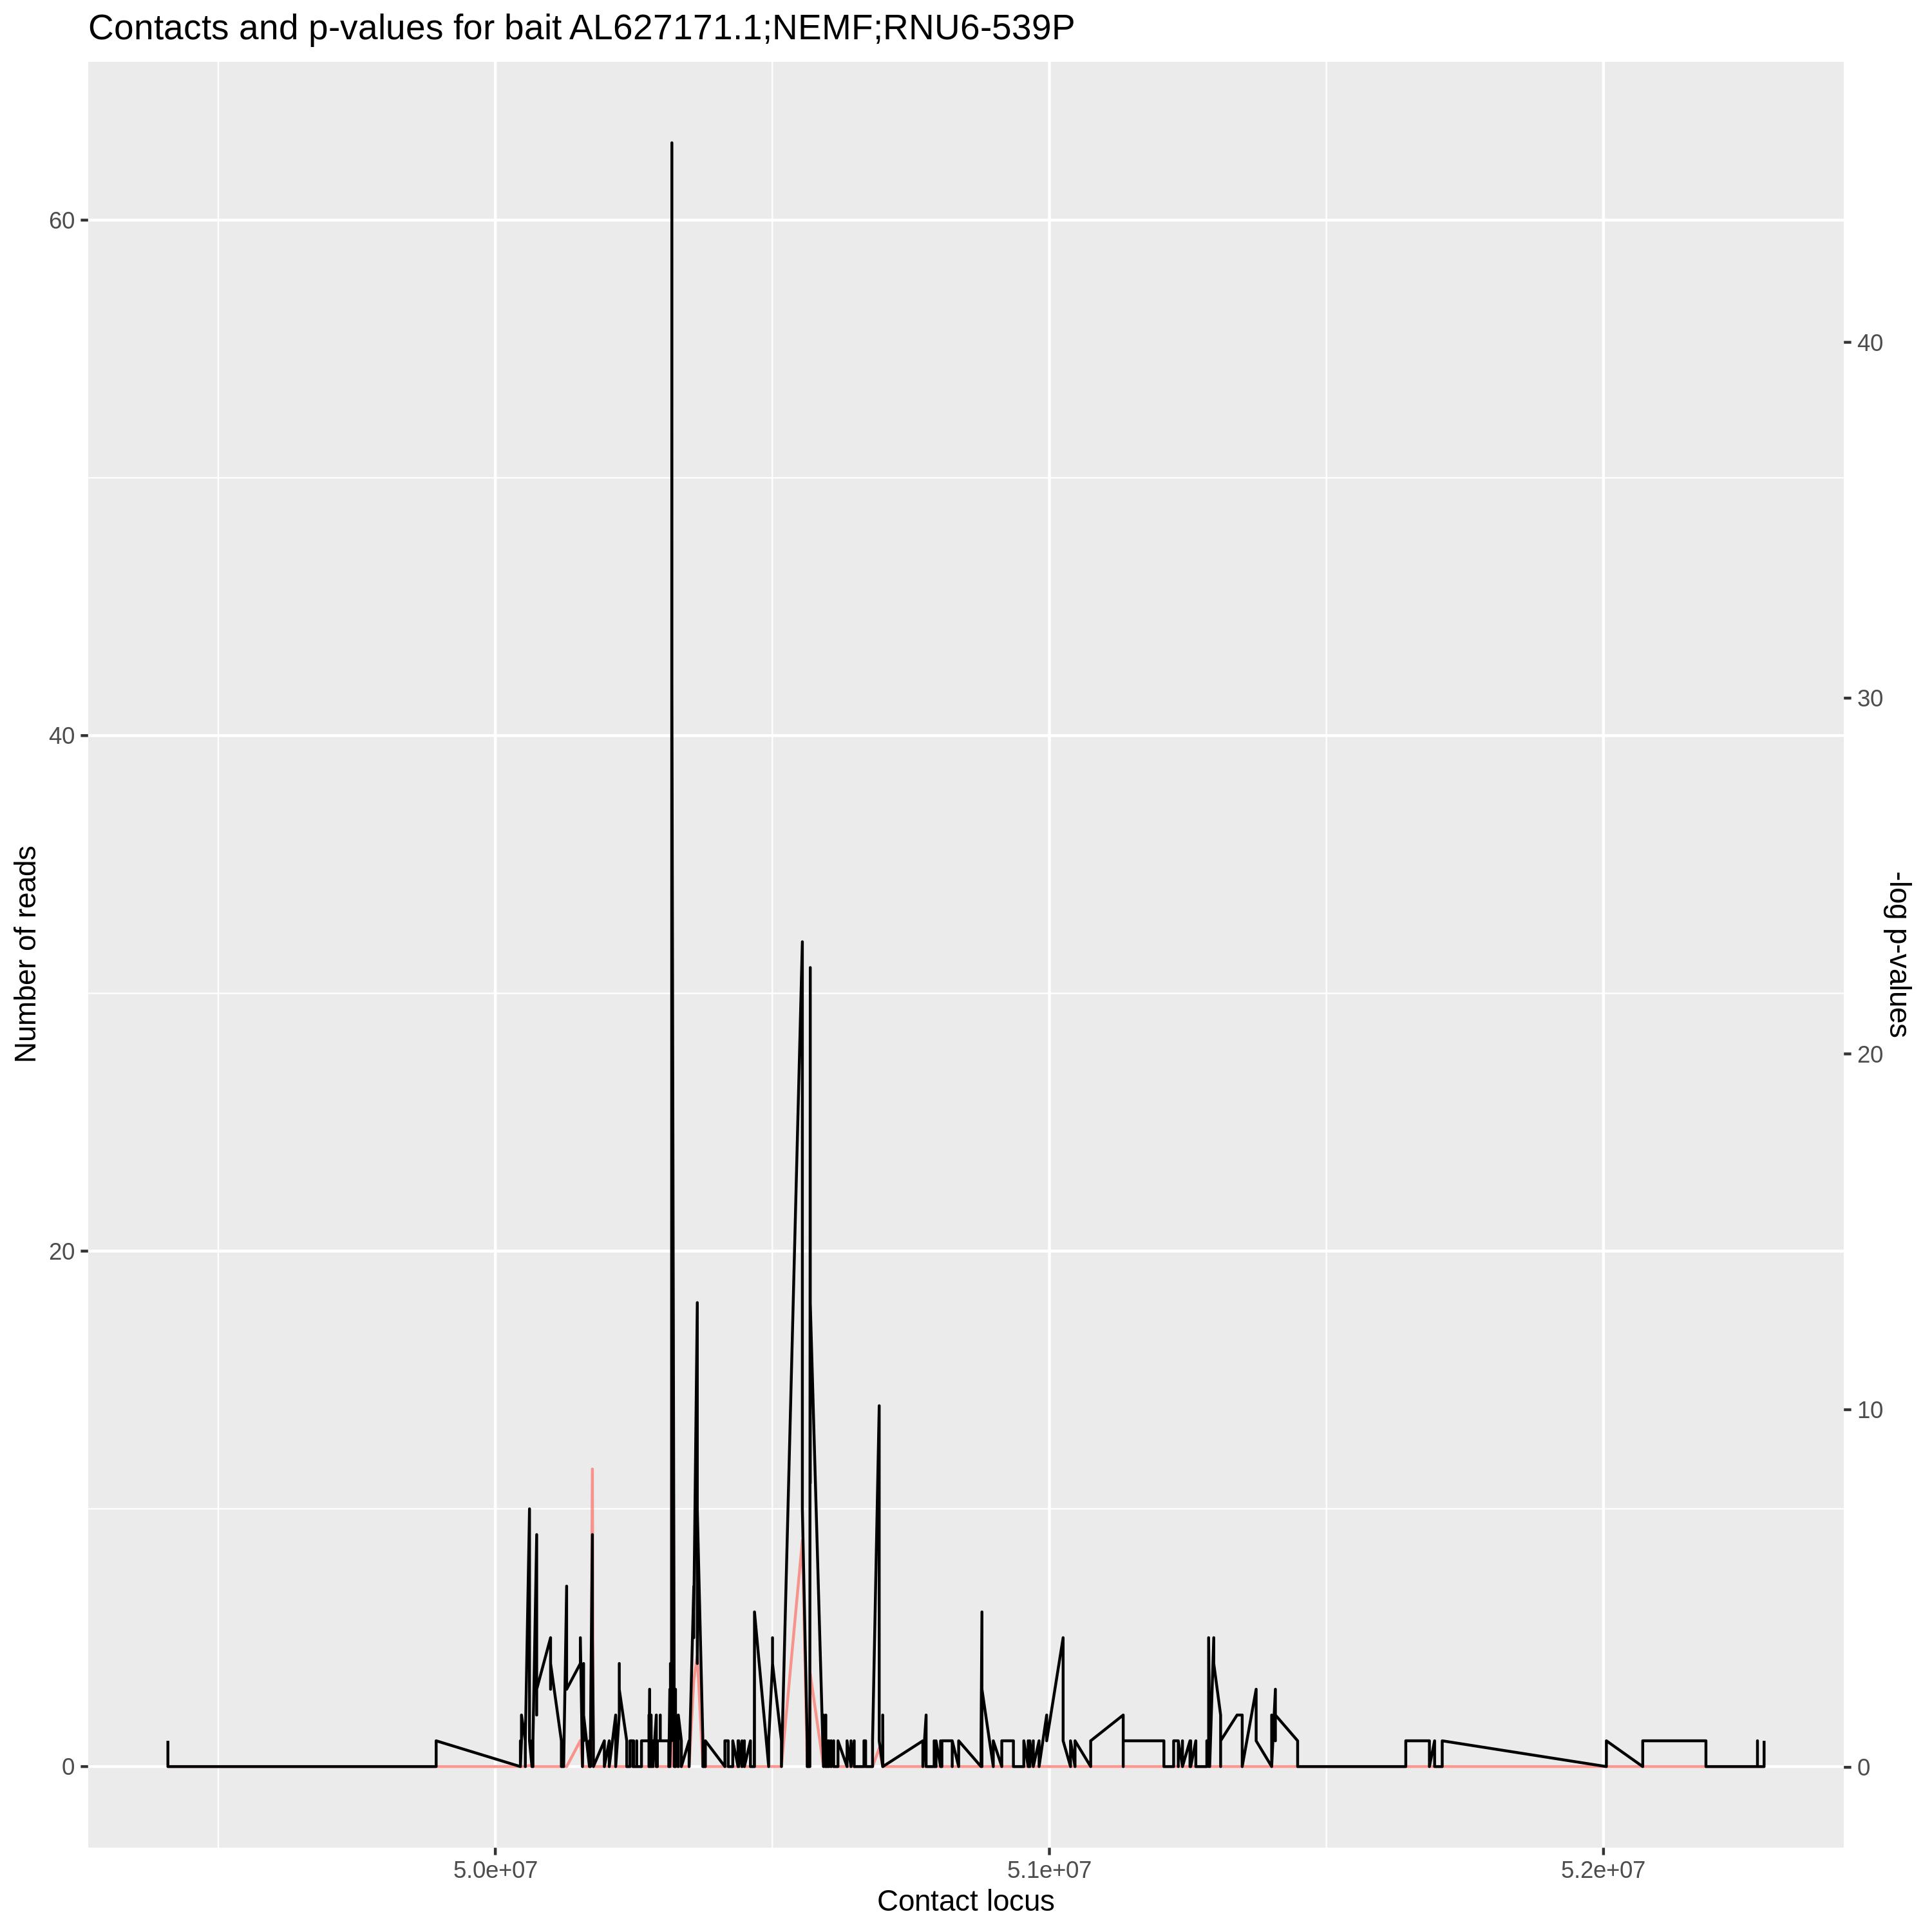 Contacts and p-values for bait AL627171.1;NEMF;RNU6-539P
60
40
20
0
Number of reads
40
30
20
10
0
-log p-values
5.0e+07
5.1e+07
5.2e+07
Contact locus